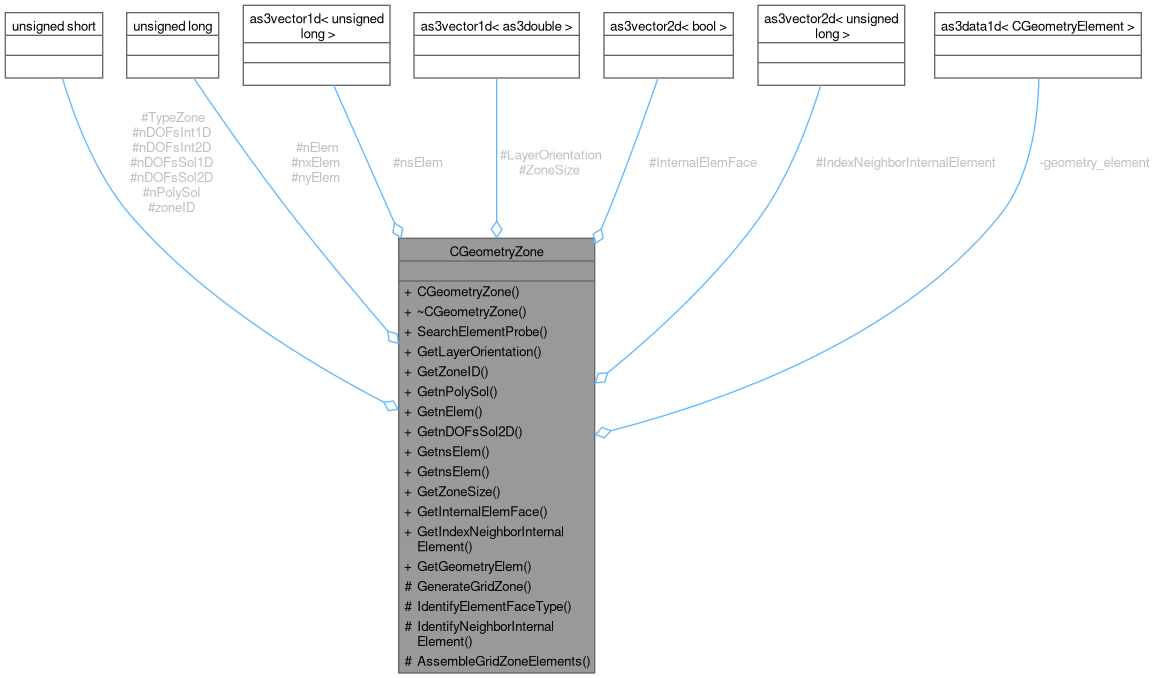 unsigned short
unsigned long
as3vector1d< unsigned
long >
as3vector1d< as3double >
as3vector2d< bool >
as3vector2d< unsigned
long >
as3data1d< CGeometryElement >
#TypeZone
#nDOFsInt1D
#nDOFsInt2D
#nDOFsSol1D
#nDOFsSol2D
#nPolySol
#zoneID
#nElem
#nxElem
#nyElem
#nsElem
#LayerOrientation
#ZoneSize
#InternalElemFace
#IndexNeighborInternalElement
-geometry_element
CGeometryZone
+ CGeometryZone()
+ ~CGeometryZone()
+ SearchElementProbe()
+ GetLayerOrientation()
+ GetZoneID()
+ GetnPolySol()
+ GetnElem()
+ GetnDOFsSol2D()
+ GetnsElem()
+ GetnsElem()
+ GetZoneSize()
+ GetInternalElemFace()
+ GetIndexNeighborInternal
Element()
+ GetGeometryElem()
# GenerateGridZone()
# IdentifyElementFaceType()
# IdentifyNeighborInternal
Element()
# AssembleGridZoneElements()